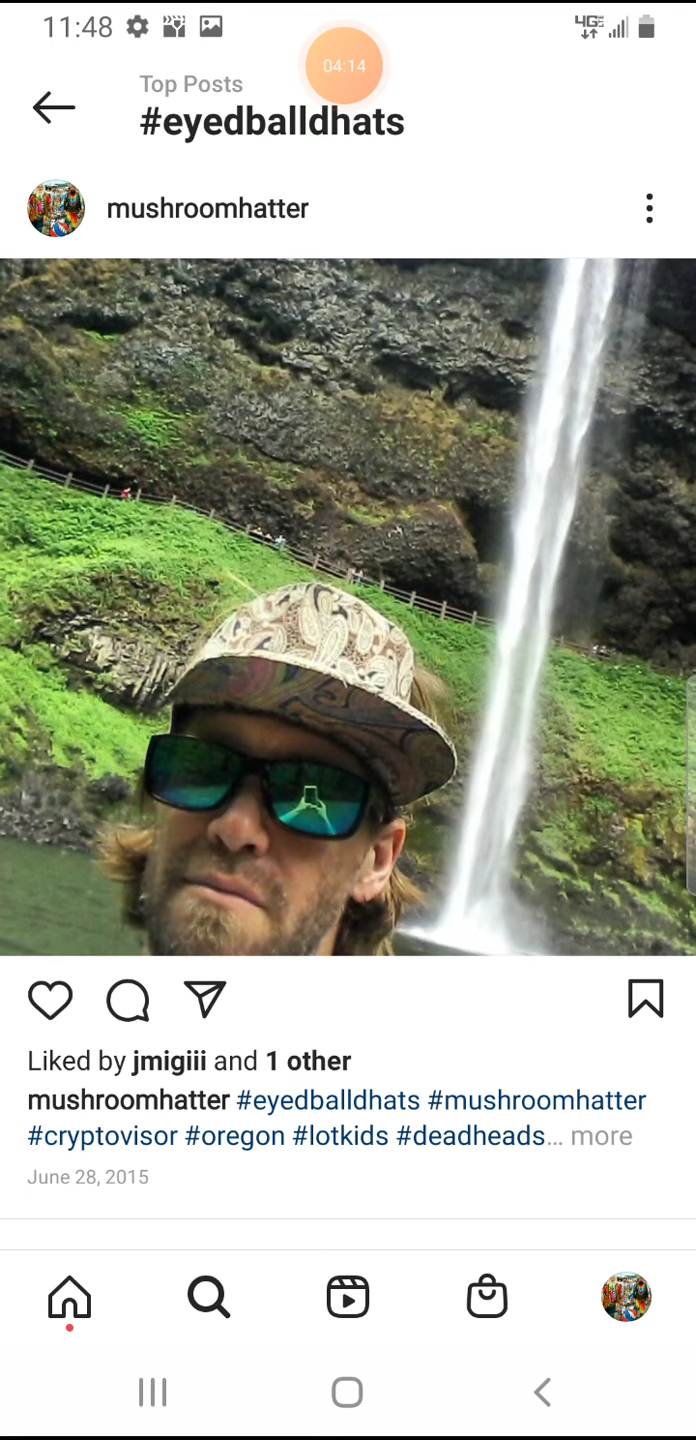 11:48
4GE
04:14
Top Posts
#eyedballdhats
mushroomhatter
Liked by jmigiii and 1 other
mushroomhatter #eyedballdhats #mushroomhatter
#cryptovisor #oregon #lotkids #deadheads... more
June 28, 2015